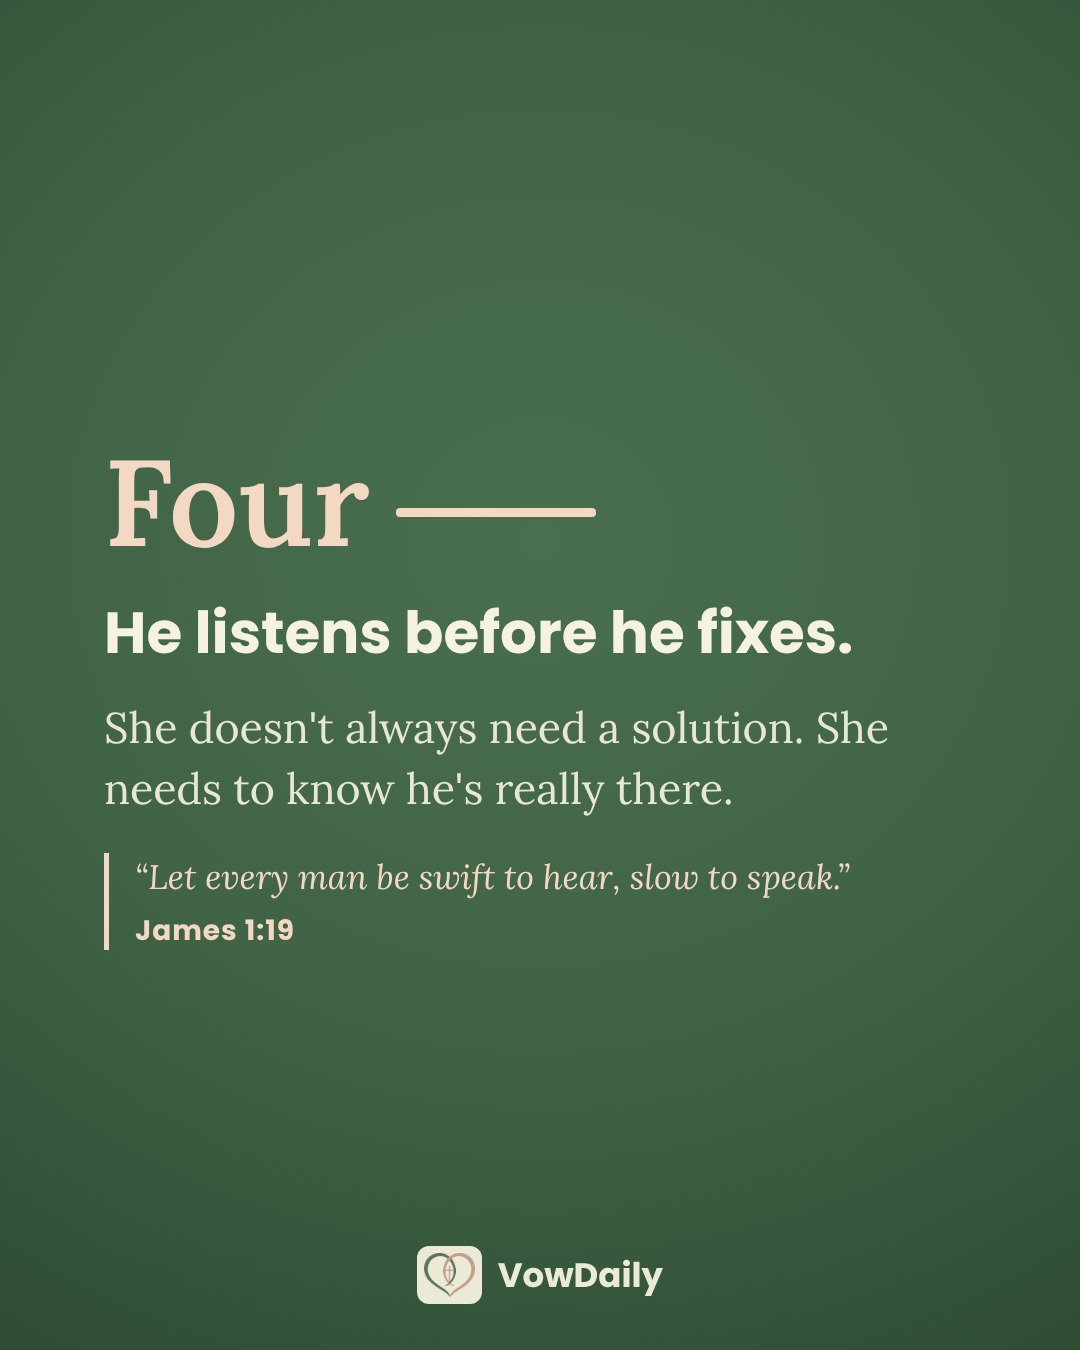 Four
He listens before he fixes.
She doesn't always need a solution. She
needs to know he's really there.
“Let every man be swift to hear, slow to speak.”
James 1:19
VowDaily